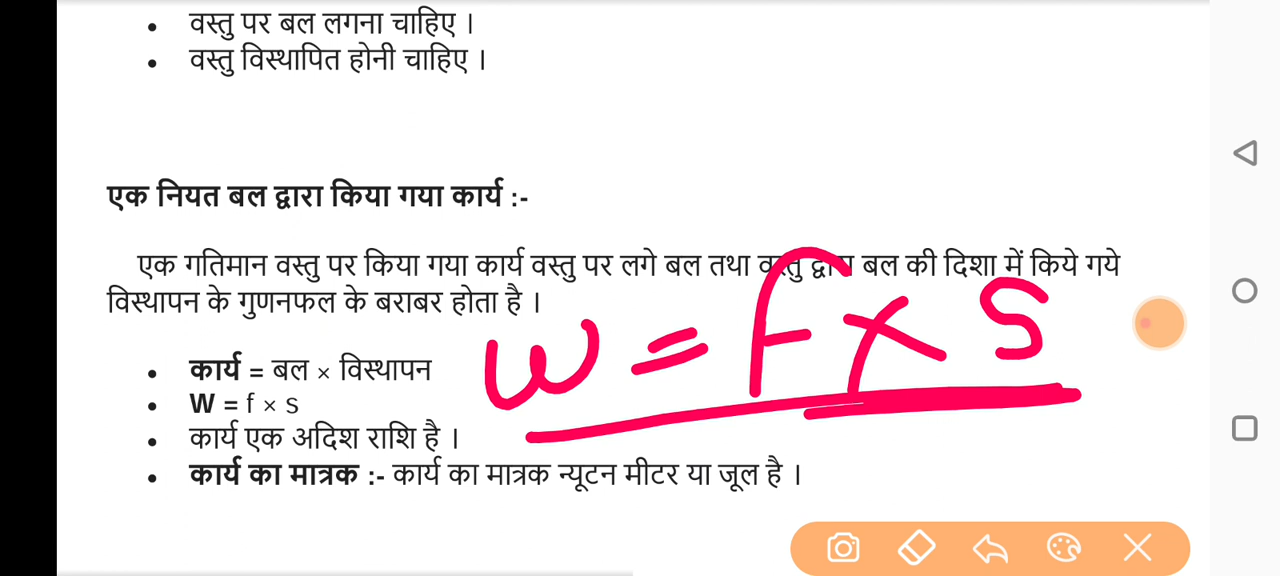 • वस्तु पर बल लगना चाहिए ।
• वस्तु विस्थापित होनी चाहिए ।
एक नियत बल द्वारा किया गया कार्य :-
एक गतिमान वस्तु पर किया गया कार्य वस्तु पर लगे बल तथा वस्तु द्वारा बल की दिशा में किये गये
विस्थापन के गुणनफल के बराबर होता है ।
w = f x s
• कार्य = बल × विस्थापन
• W = f × s
• कार्य एक अदिश राशि है ।
• कार्य का मात्रक :- कार्य का मात्रक न्यूटन मीटर या जूल है ।